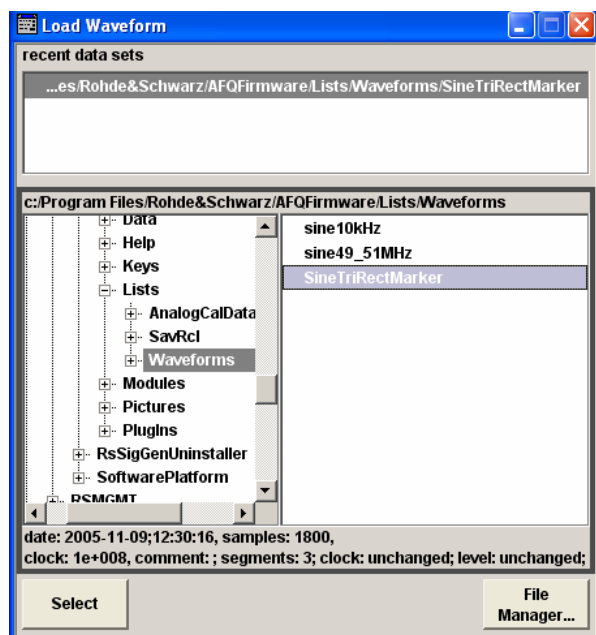 Load Waveform
recent data sets
...es/Rohde&Schwarz/AFQFirmware/Lists/Waveforms/SineTriRectMarker
c:/Program Files/Rohde&Schwarz/AFQFirmware/Lists/Waveforms
Data
Help
Keys
Lists
AnalogCalData
SavRcl
Waveforms
Modules
Pictures
PlugIns
RsSigGenUninstaller
SoftwarePlatform
RSMGMT
sine10kHz
sine49_51MHz
SineTriRectMarker
date: 2005-11-09;12:30:16, samples: 1800,
clock: 1e+008, comment: ; segments: 3; clock: unchanged; level: unchanged;
Select
File
Manager...